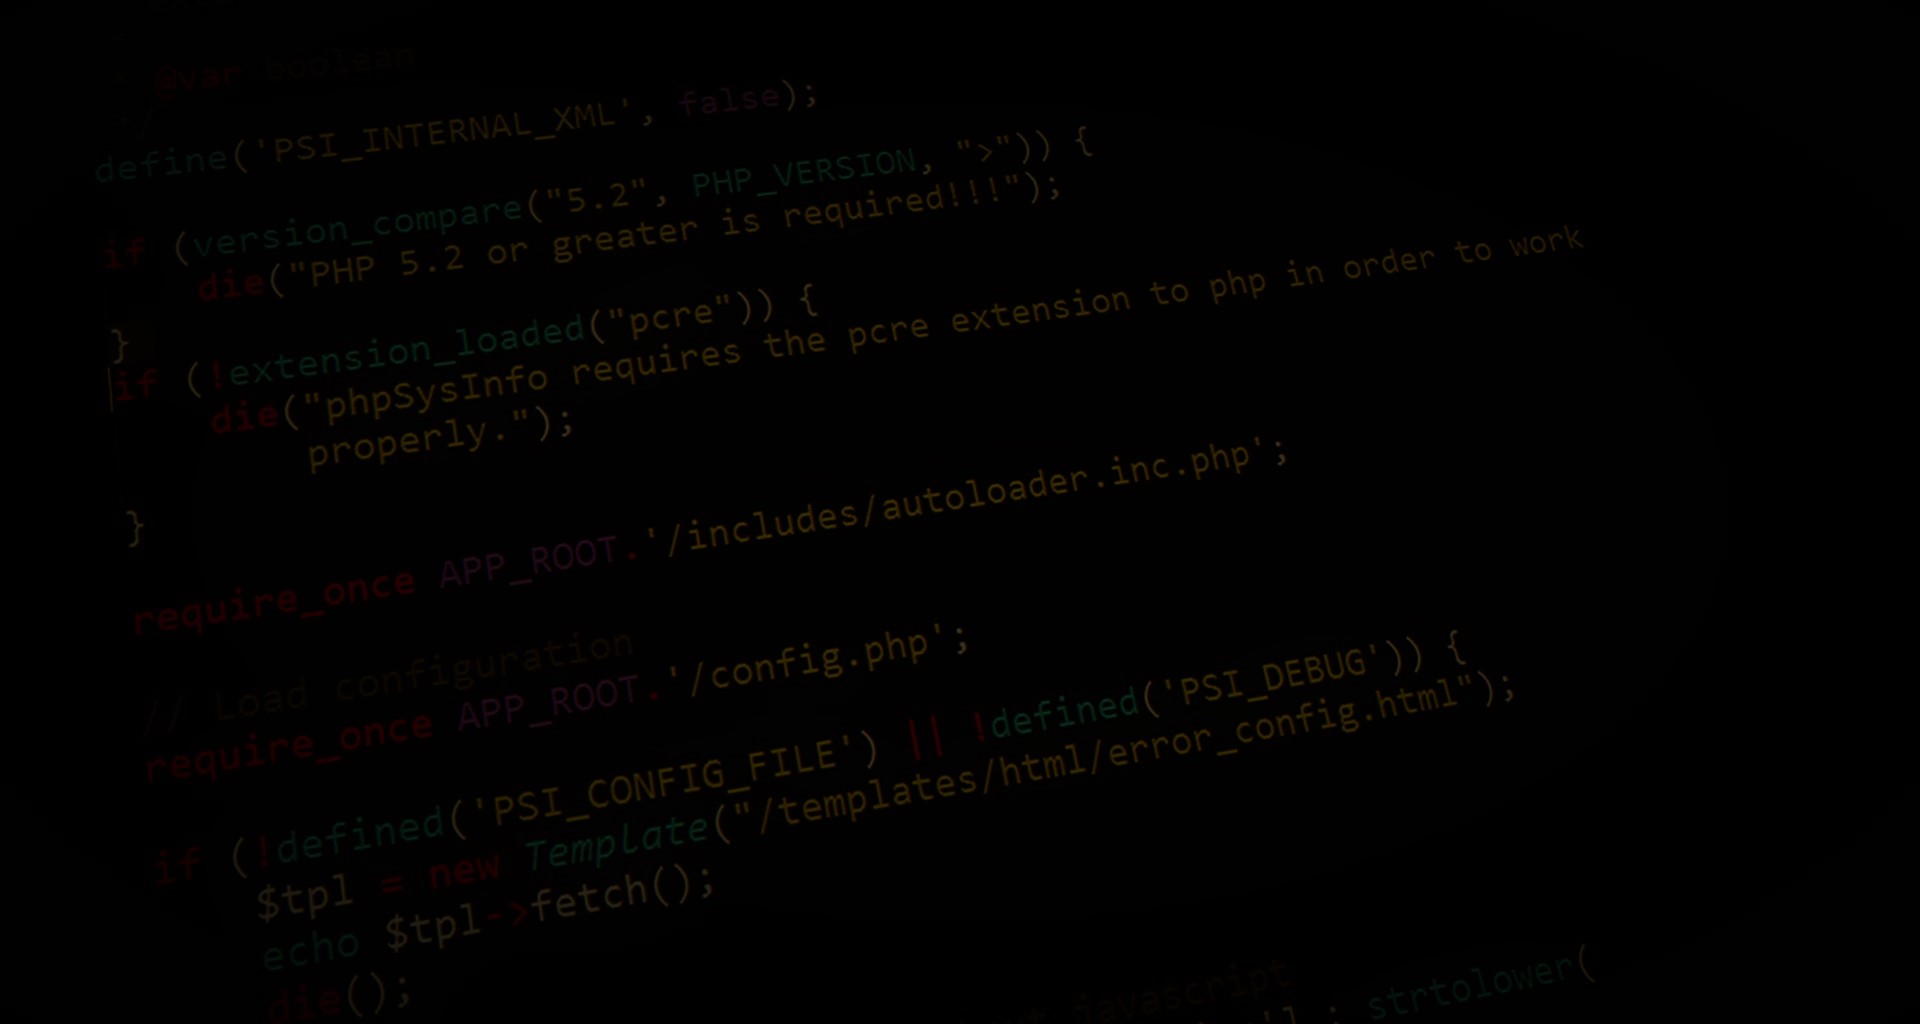 * @var boolean
*/
define('PSI_INTERNAL_XML', false);
if (version_compare("5.2", PHP_VERSION, ">")) {
die("PHP 5.2 or greater is required!!!");
}
if (!extension_loaded("pcre")) {
die("phpSysInfo requires the pcre extension to php in order to work
properly.");
}
require_once APP_ROOT.'/includes/autoloader.inc.php';
// Load configuration
require_once APP_ROOT.'/config.php';
if (!defined('PSI_CONFIG_FILE') || !defined('PSI_DEBUG')) {
$tpl = new Template("/templates/html/error_config.html");
echo $tpl->fetch();
die();
javascript
: strtolower(